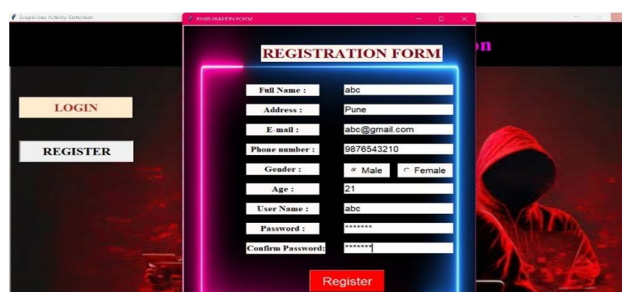 Suspicious Activity Detection
REGISTRATION FORM
on
REGISTRATION FORM
LOGIN
REGISTER
Full Name : abc
Address : Pune
E-mail : abc@gmail.com
Phone number : 9876543210
Gender : Male Female
Age : 21
User Name : abc
Password : *******
Confirm Password: *******
Register